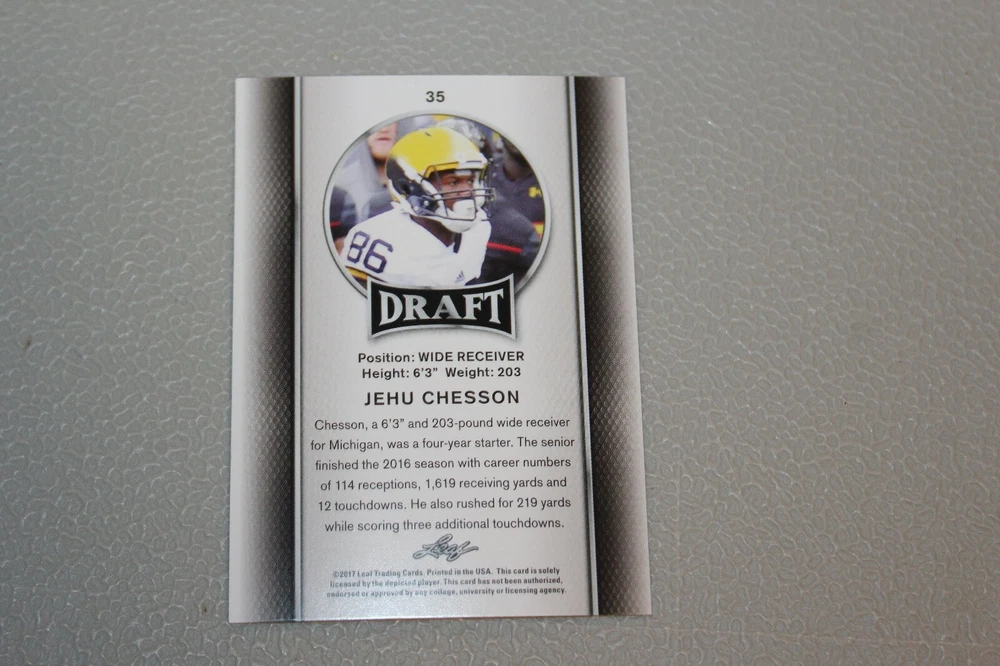 35
86
DRAFT
Position: WIDE RECEIVER
Height: 6'3" Weight: 203
JEHU CHESSON
Chesson, a 6'3" and 203-pound wide receiver
for Michigan, was a four-year starter. The senior
finished the 2016 season with career numbers
of 114 receptions, 1,619 receiving yards and
12 touchdowns. He also rushed for 219 yards
while scoring three additional touchdowns.
Leaf
©2017 Leaf Trading Cards. Printed in the USA. This card is solely
licensed by the depicted player. This card has not been authorized,
endorsed or approved by any college, university or licensing agency.